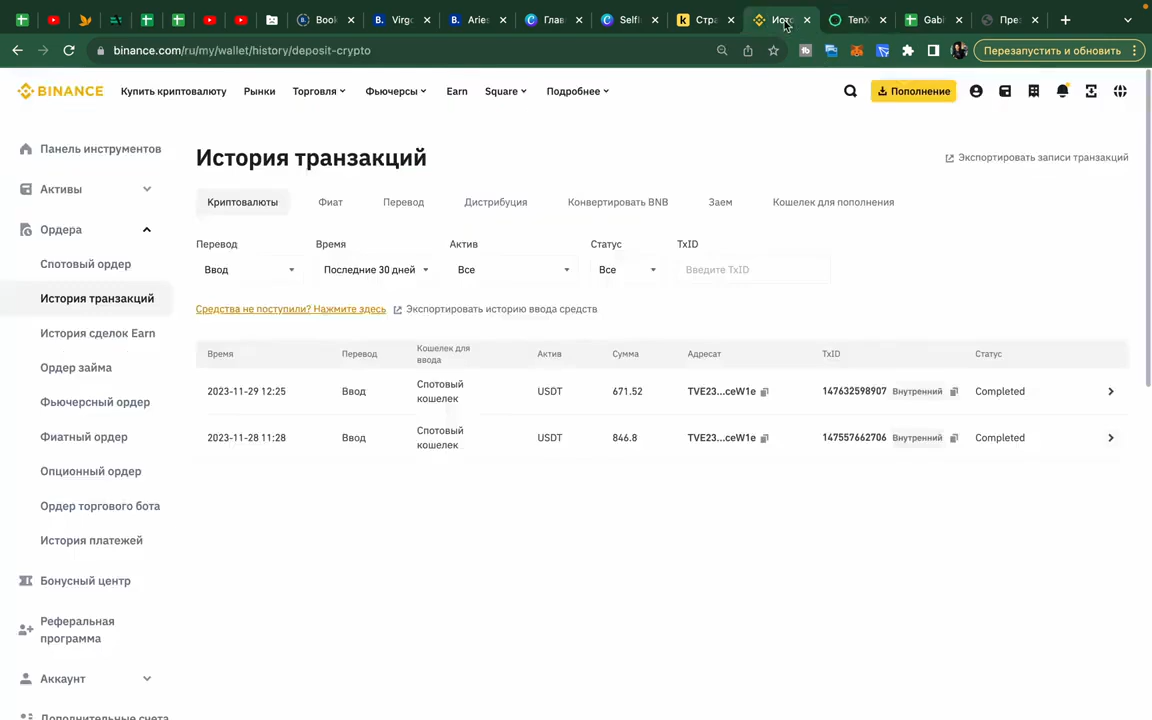 Book
Virgo
Aries
Глав
Selfi
Стра
Исто
TenX
Gabl
Пре
binance.com/ru/my/wallet/history/deposit-crypto
Перезапустить и обновить
BINANCE
Купить криптовалюту
Рынки
Торговля
Фьючерсы
Earn
Square
Подробнее
Пополнение
Панель инструментов
Активы
Ордера
Спотовый ордер
История транзакций
История сделок Earn
Ордер займа
Фьючерсный ордер
Фиатный ордер
Опционный ордер
Ордер торгового бота
История платежей
Бонусный центр
Реферальная
программа
Аккаунт
Дополнительные счета
История транзакций
Экспортировать записи транзакций
Криптовалюты
Фиат
Перевод
Дистрибуция
Конвертировать BNB
Заем
Кошелек для пополнения
Перевод
Время
Актив
Статус
TxID
Ввод
Последние 30 дней
Все
Все
Введите TxID
Средства не поступили? Нажмите здесь
Экспортировать историю ввода средств
Время
Перевод
Кошелек для
ввода
Актив
Сумма
Адресат
TxID
Статус
2023-11-29 12:25
Ввод
Спотовый
кошелек
USDT
671.52
TVE23...ceW1e
147632598907
Внутренний
Completed
2023-11-28 11:28
Ввод
Спотовый
кошелек
USDT
846.8
TVE23...ceW1e
147557662706
Внутренний
Completed